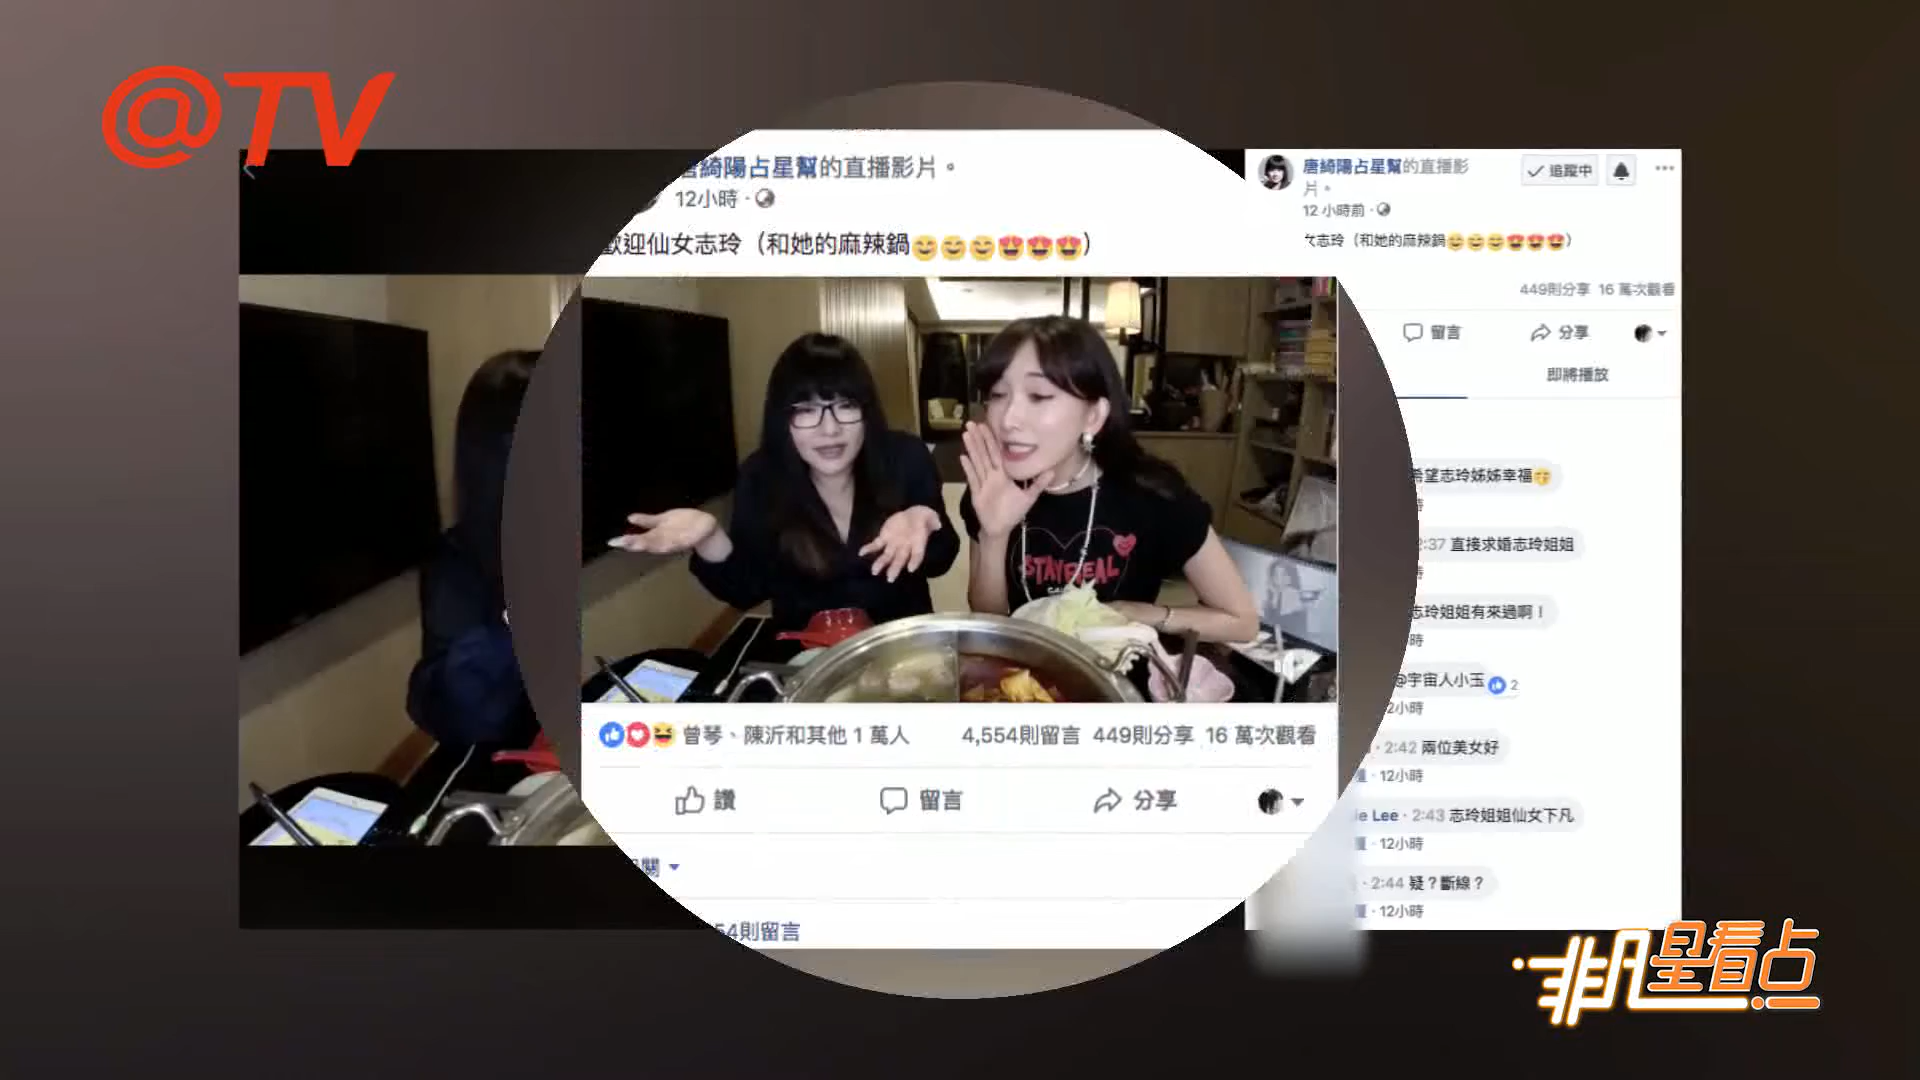 @TV
唐綺陽占星幫的直播影片。
12小時
歡迎仙女志玲（和她的麻辣鍋😊😊😊😍😍😍）
STAYREAL
曾琴、陳沂和其他 1 萬人
4,554則留言 449則分享 16 萬次觀看
讚
留言
分享
54則留言
唐綺陽占星幫的直播影
片。
追蹤中
12 小時前
志玲（和她的麻辣鍋😊😊😊😍😍😍）
449則分享 16 萬次觀看
留言
分享
即將播放
希望志玲姊姊幸福😚
2:37 直接求婚志玲姐姐
志玲姐姐有來過啊！
@宇宙人小玉
2
2小時
2:42 兩位美女好
12小時
ie Lee · 2:43 志玲姐姐仙女下凡
12小時
2:44 疑？斷線？
12小時
非凡星看点